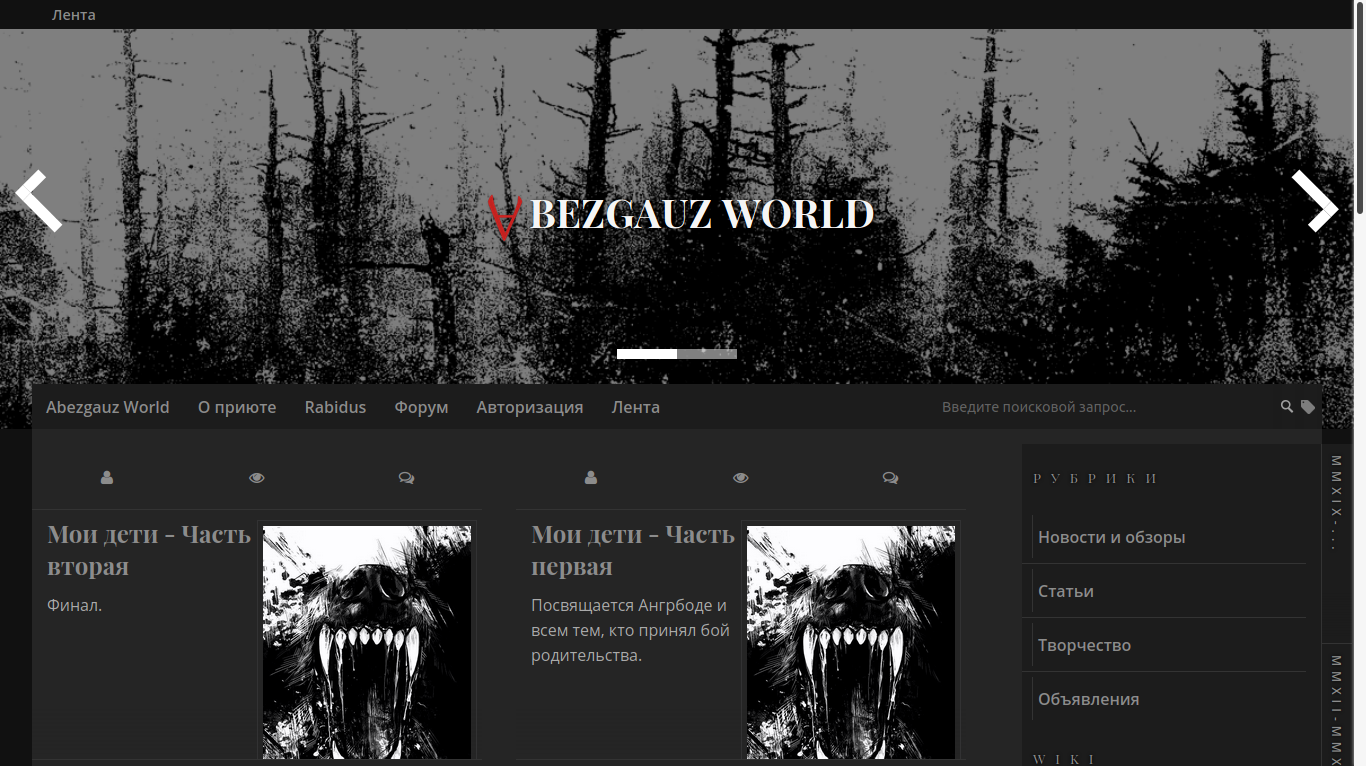 Лента
BEZGAUZ WORLD
Abezgauz World О приюте Rabidus Форум Авторизация Лента Введите поисковой запрос...
Мои дети - Часть
вторая
Финал.
Мои дети - Часть
первая
Посвящается Ангрбоде и
всем тем, кто принял бой
родительства.
РУБРИКИ
Новости и обзоры
Статьи
Творчество
Объявления
WIKI
MMXIX-...
MMXII-MMX